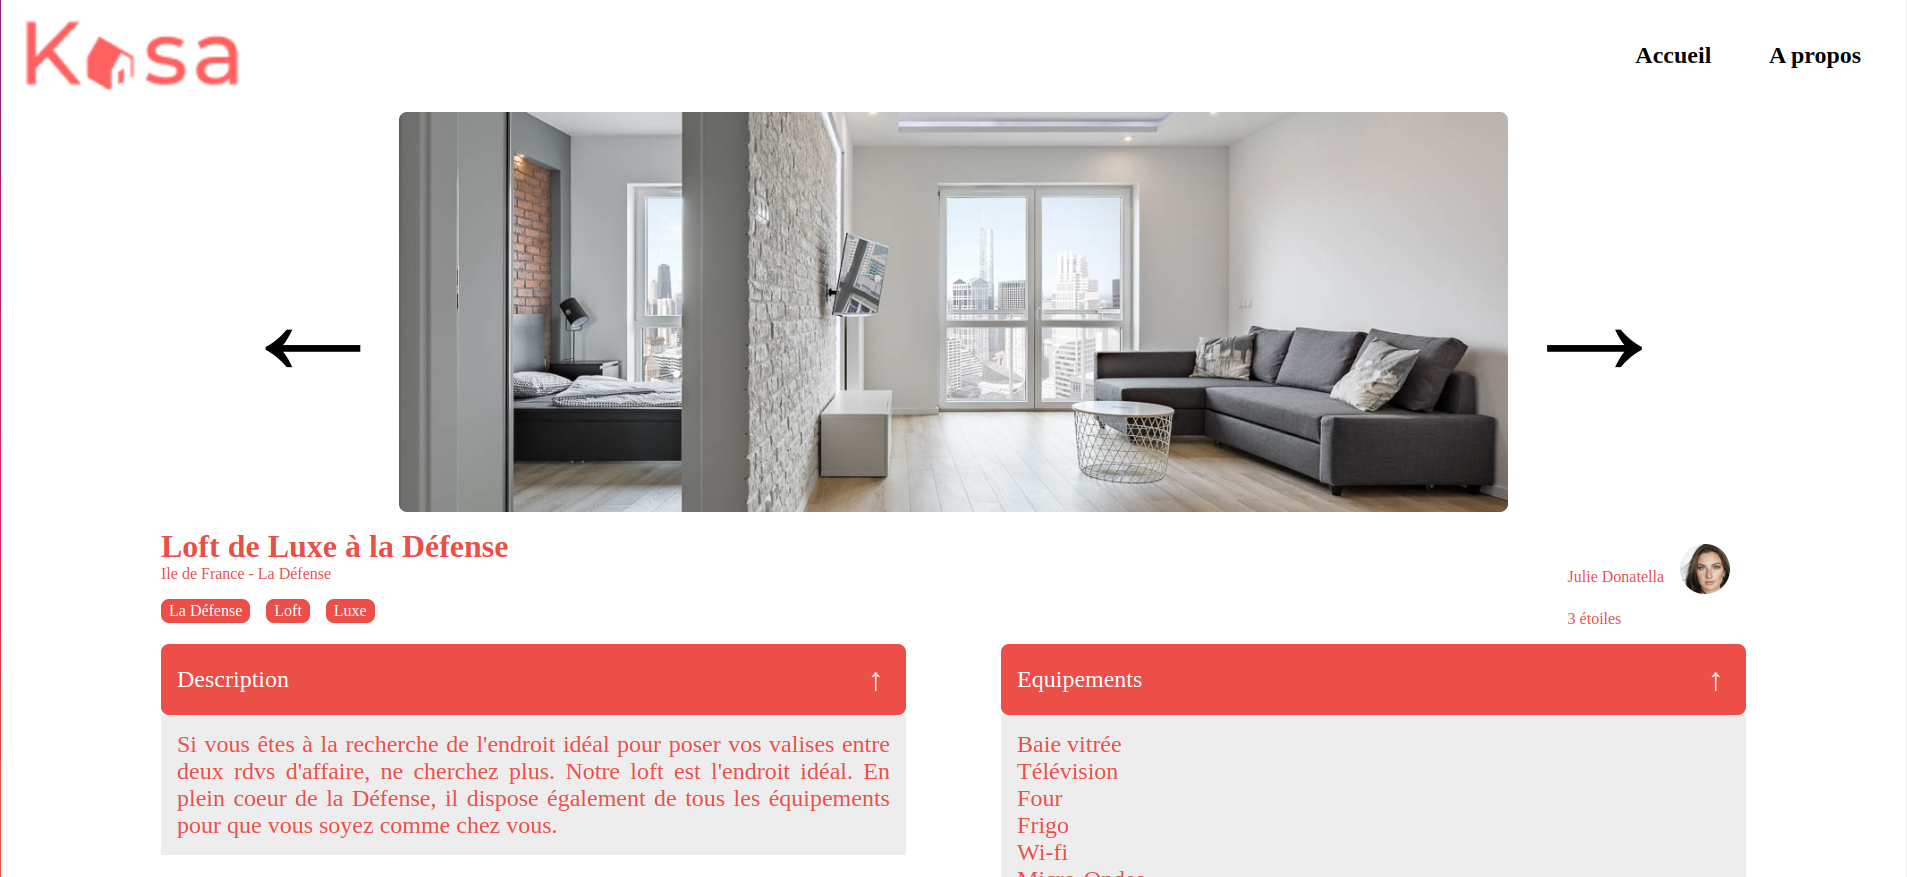 Kasa
Accueil A propos
← →
Loft de Luxe à la Défense
Ile de France - La Défense
La Défense Loft Luxe
Julie Donatella
3 étoiles
Description ↑
Si vous êtes à la recherche de l'endroit idéal pour poser vos valises entre
deux rdvs d'affaire, ne cherchez plus. Notre loft est l'endroit idéal. En
plein coeur de la Défense, il dispose également de tous les équipements
pour que vous soyez comme chez vous.
Equipements ↑
Baie vitrée
Télévision
Four
Frigo
Wi-fi